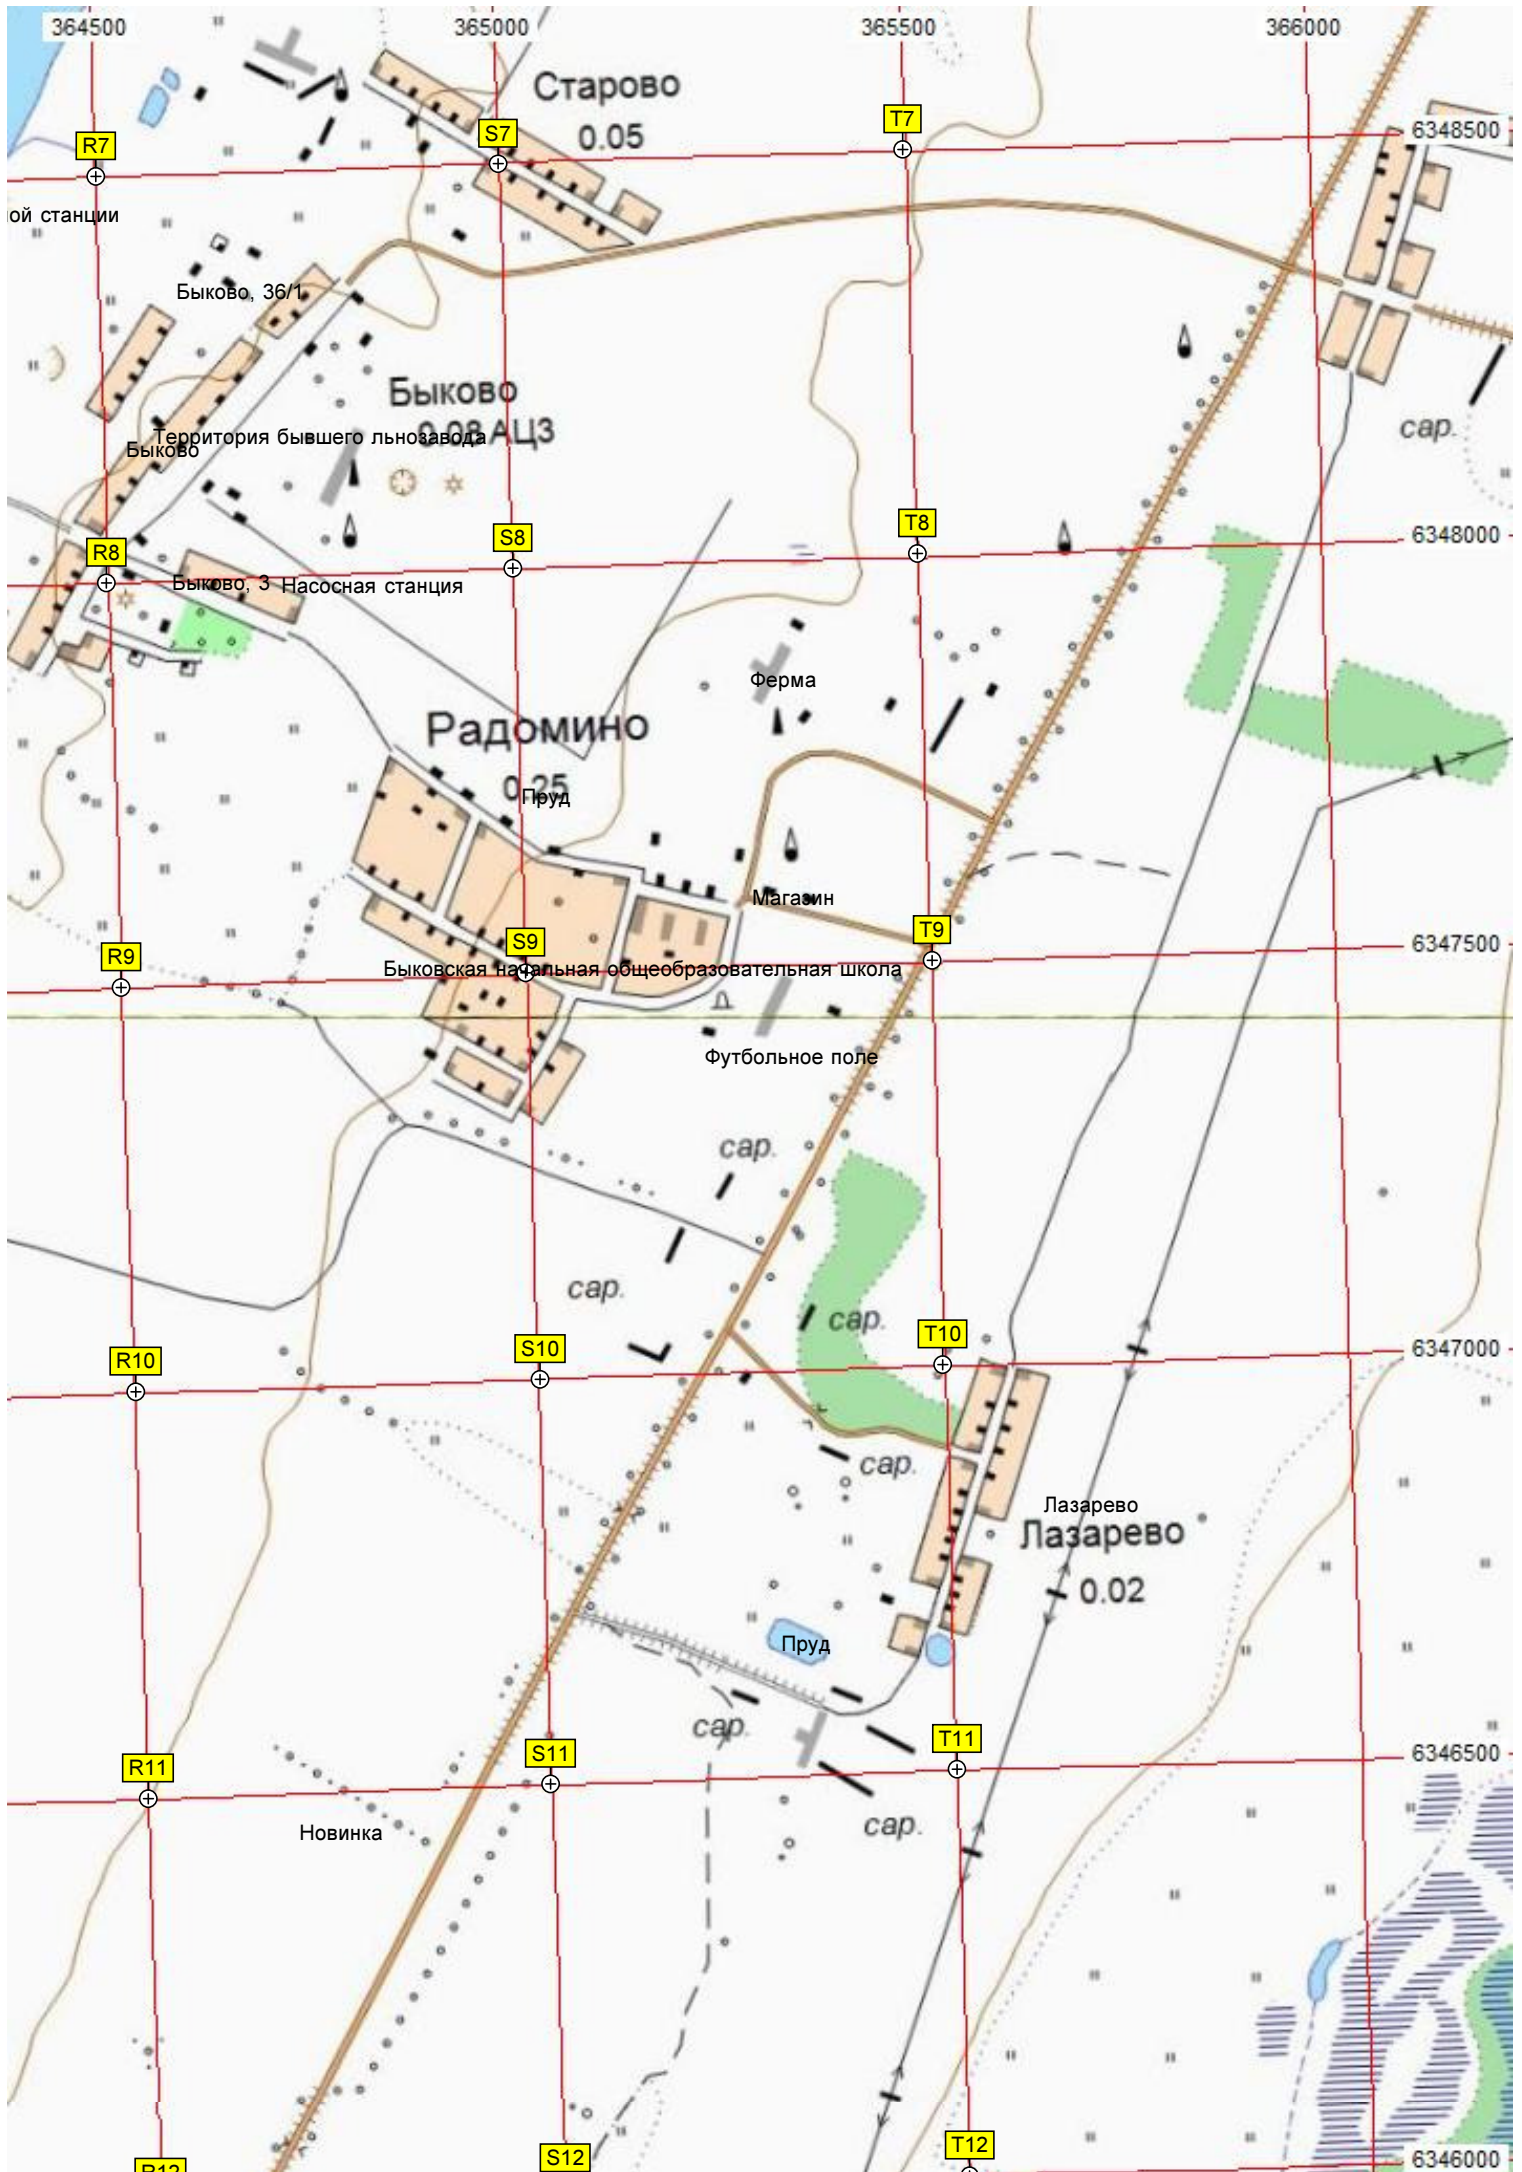 364500 365000 365500 366000
Старово
0.05
R7 S7 T7 6348500
ой станции
Быково, 36/1
Быково
0.08 АЦЗ
Территория бывшего льнозавода
Быково
сар.
R8 S8 T8 6348000
Быково, 3 Насосная станция
Ферма
Радомино
0.25
Пруд
Магазин
R9 S9 T9 6347500
Быковская начальная общеобразовательная школа
Футбольное поле
сар.
сар.
сар.
R10 S10 T10 6347000
сар.
Лазарево
Лазарево
0.02
Пруд
сар.
R11 S11 T11 6346500
сар.
Новинка
R12 S12 T12 6346000